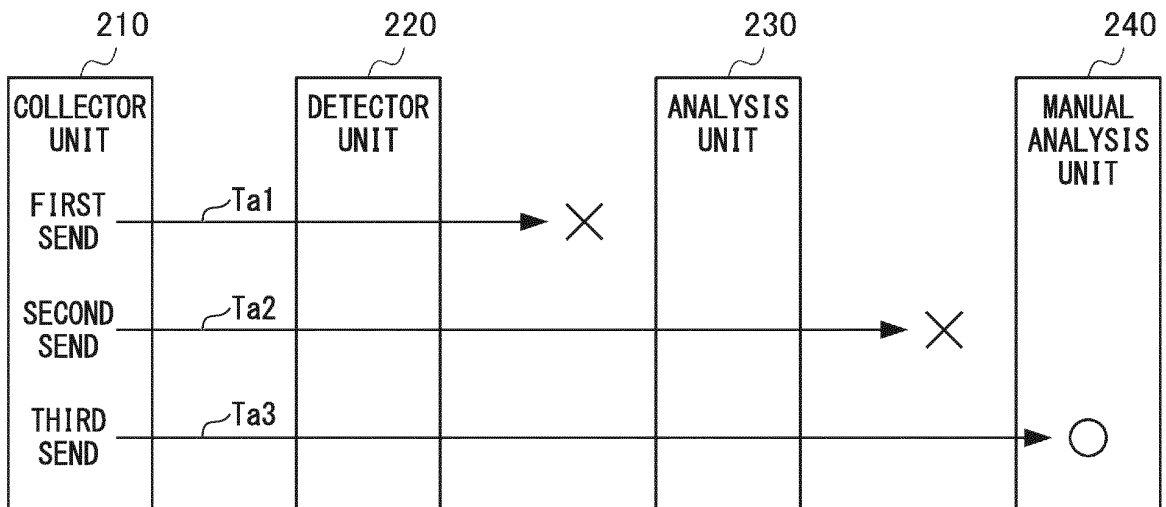 210
220
230
240
COLLECTOR
UNIT
DETECTOR
UNIT
ANALYSIS
UNIT
MANUAL
ANALYSIS
UNIT
FIRST
SEND
Ta1
SECOND
SEND
Ta2
THIRD
SEND
Ta3